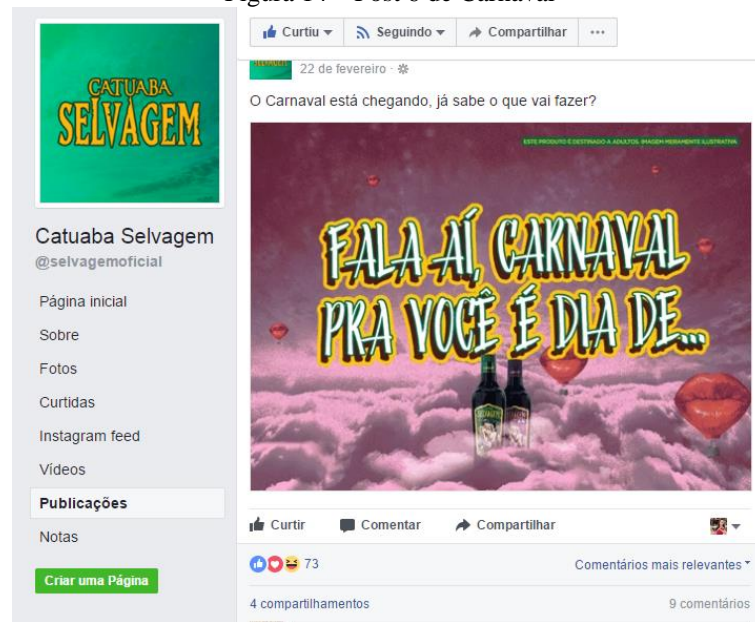 Figura 14 – Post 6 de Carnaval
CATUABA
SELVAGEM
Catuaba Selvagem
@selvagemoficial
Página inicial
Sobre
Fotos
Curtidas
Instagram feed
Vídeos
Publicações
Notas
Criar uma Página
Curtiu
Seguindo
Compartilhar
22 de fevereiro
O Carnaval está chegando, já sabe o que vai fazer?
ESTE PRODUTO É DESTINADO A ADULTOS. IMAGEM MERAMENTE ILUSTRATIVA.
FALA AÍ, CARNAVAL
PRA VOCÊ É DIA DE...
SELVAGEM
Curtir Comentar Compartilhar
73 Comentários mais relevantes
4 compartilhamentos 9 comentários